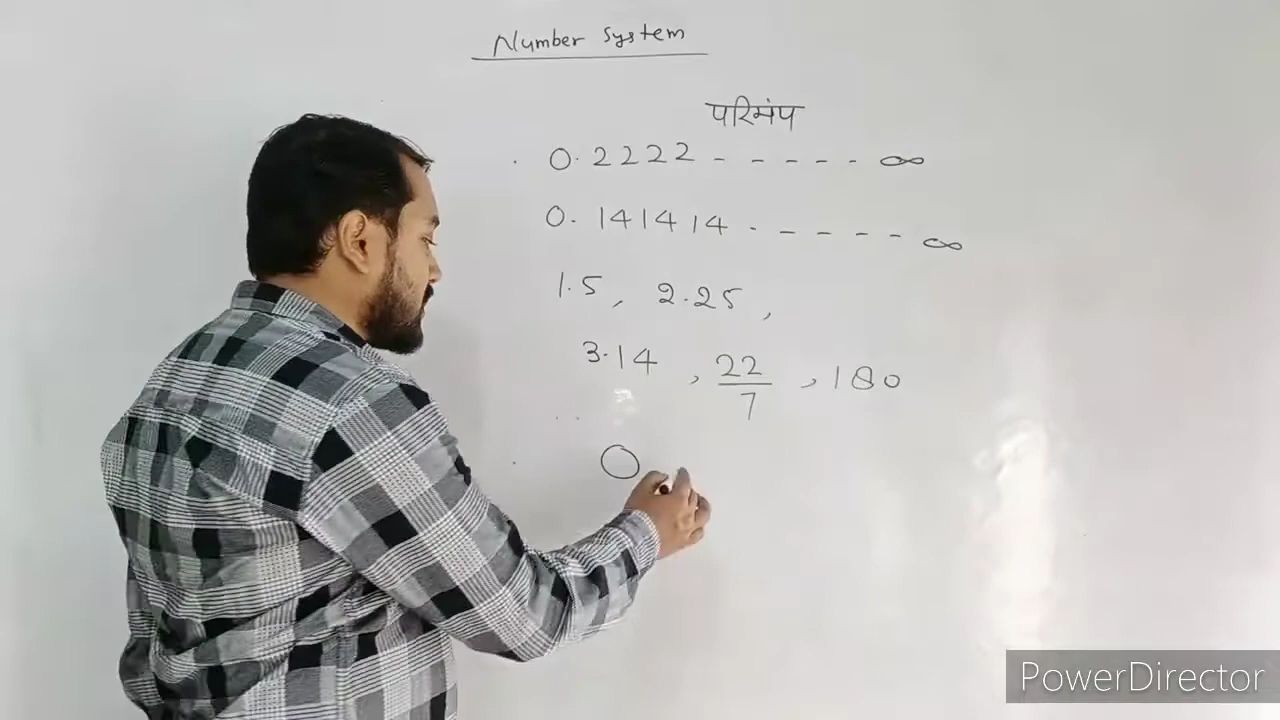 Number System
परिमंप
0.2222 - - - - - ∞
0.141414 - - - - - ∞
1.5, 2.25,
3.14, 22/7, 180
0
PowerDirector